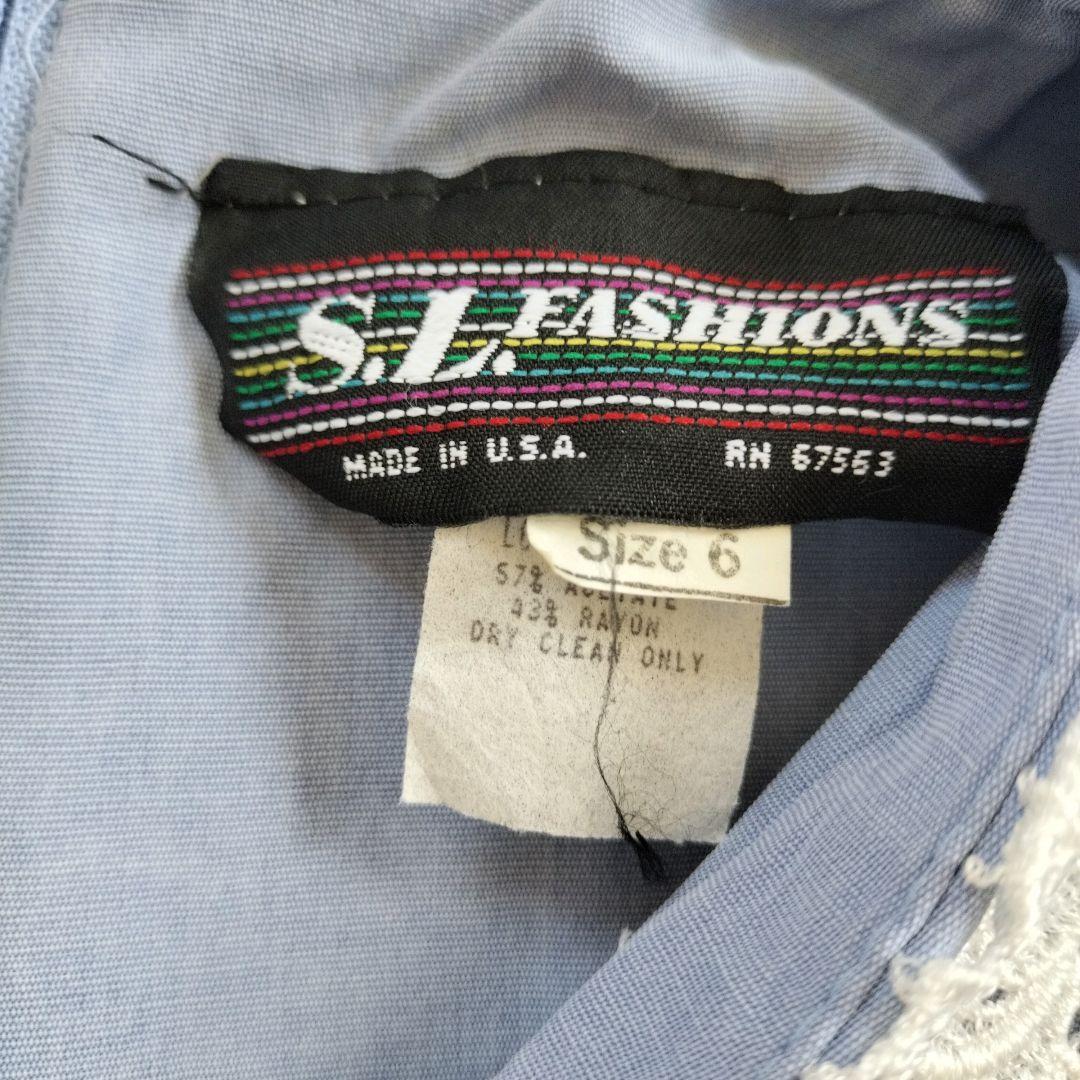 S.L. FASHIONS
MADE IN U.S.A. RN 67563
Size 6
57% ACETATE
43% RAYON
DRY CLEAN ONLY